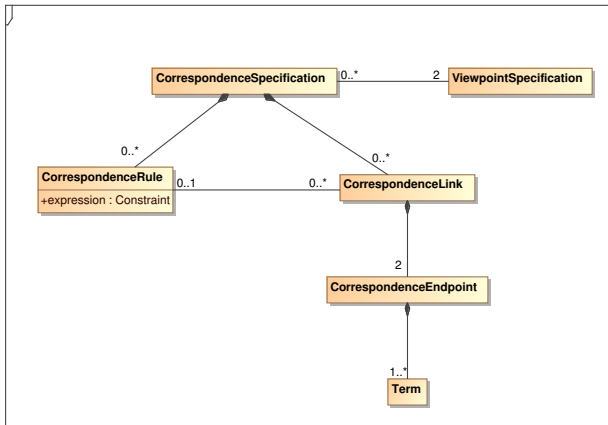 CorrespondenceSpecification
0..*
2
ViewpointSpecification
0..*
0..*
CorrespondenceRule
+expression : Constraint
0..1
0..*
CorrespondenceLink
2
CorrespondenceEndpoint
1..*
Term